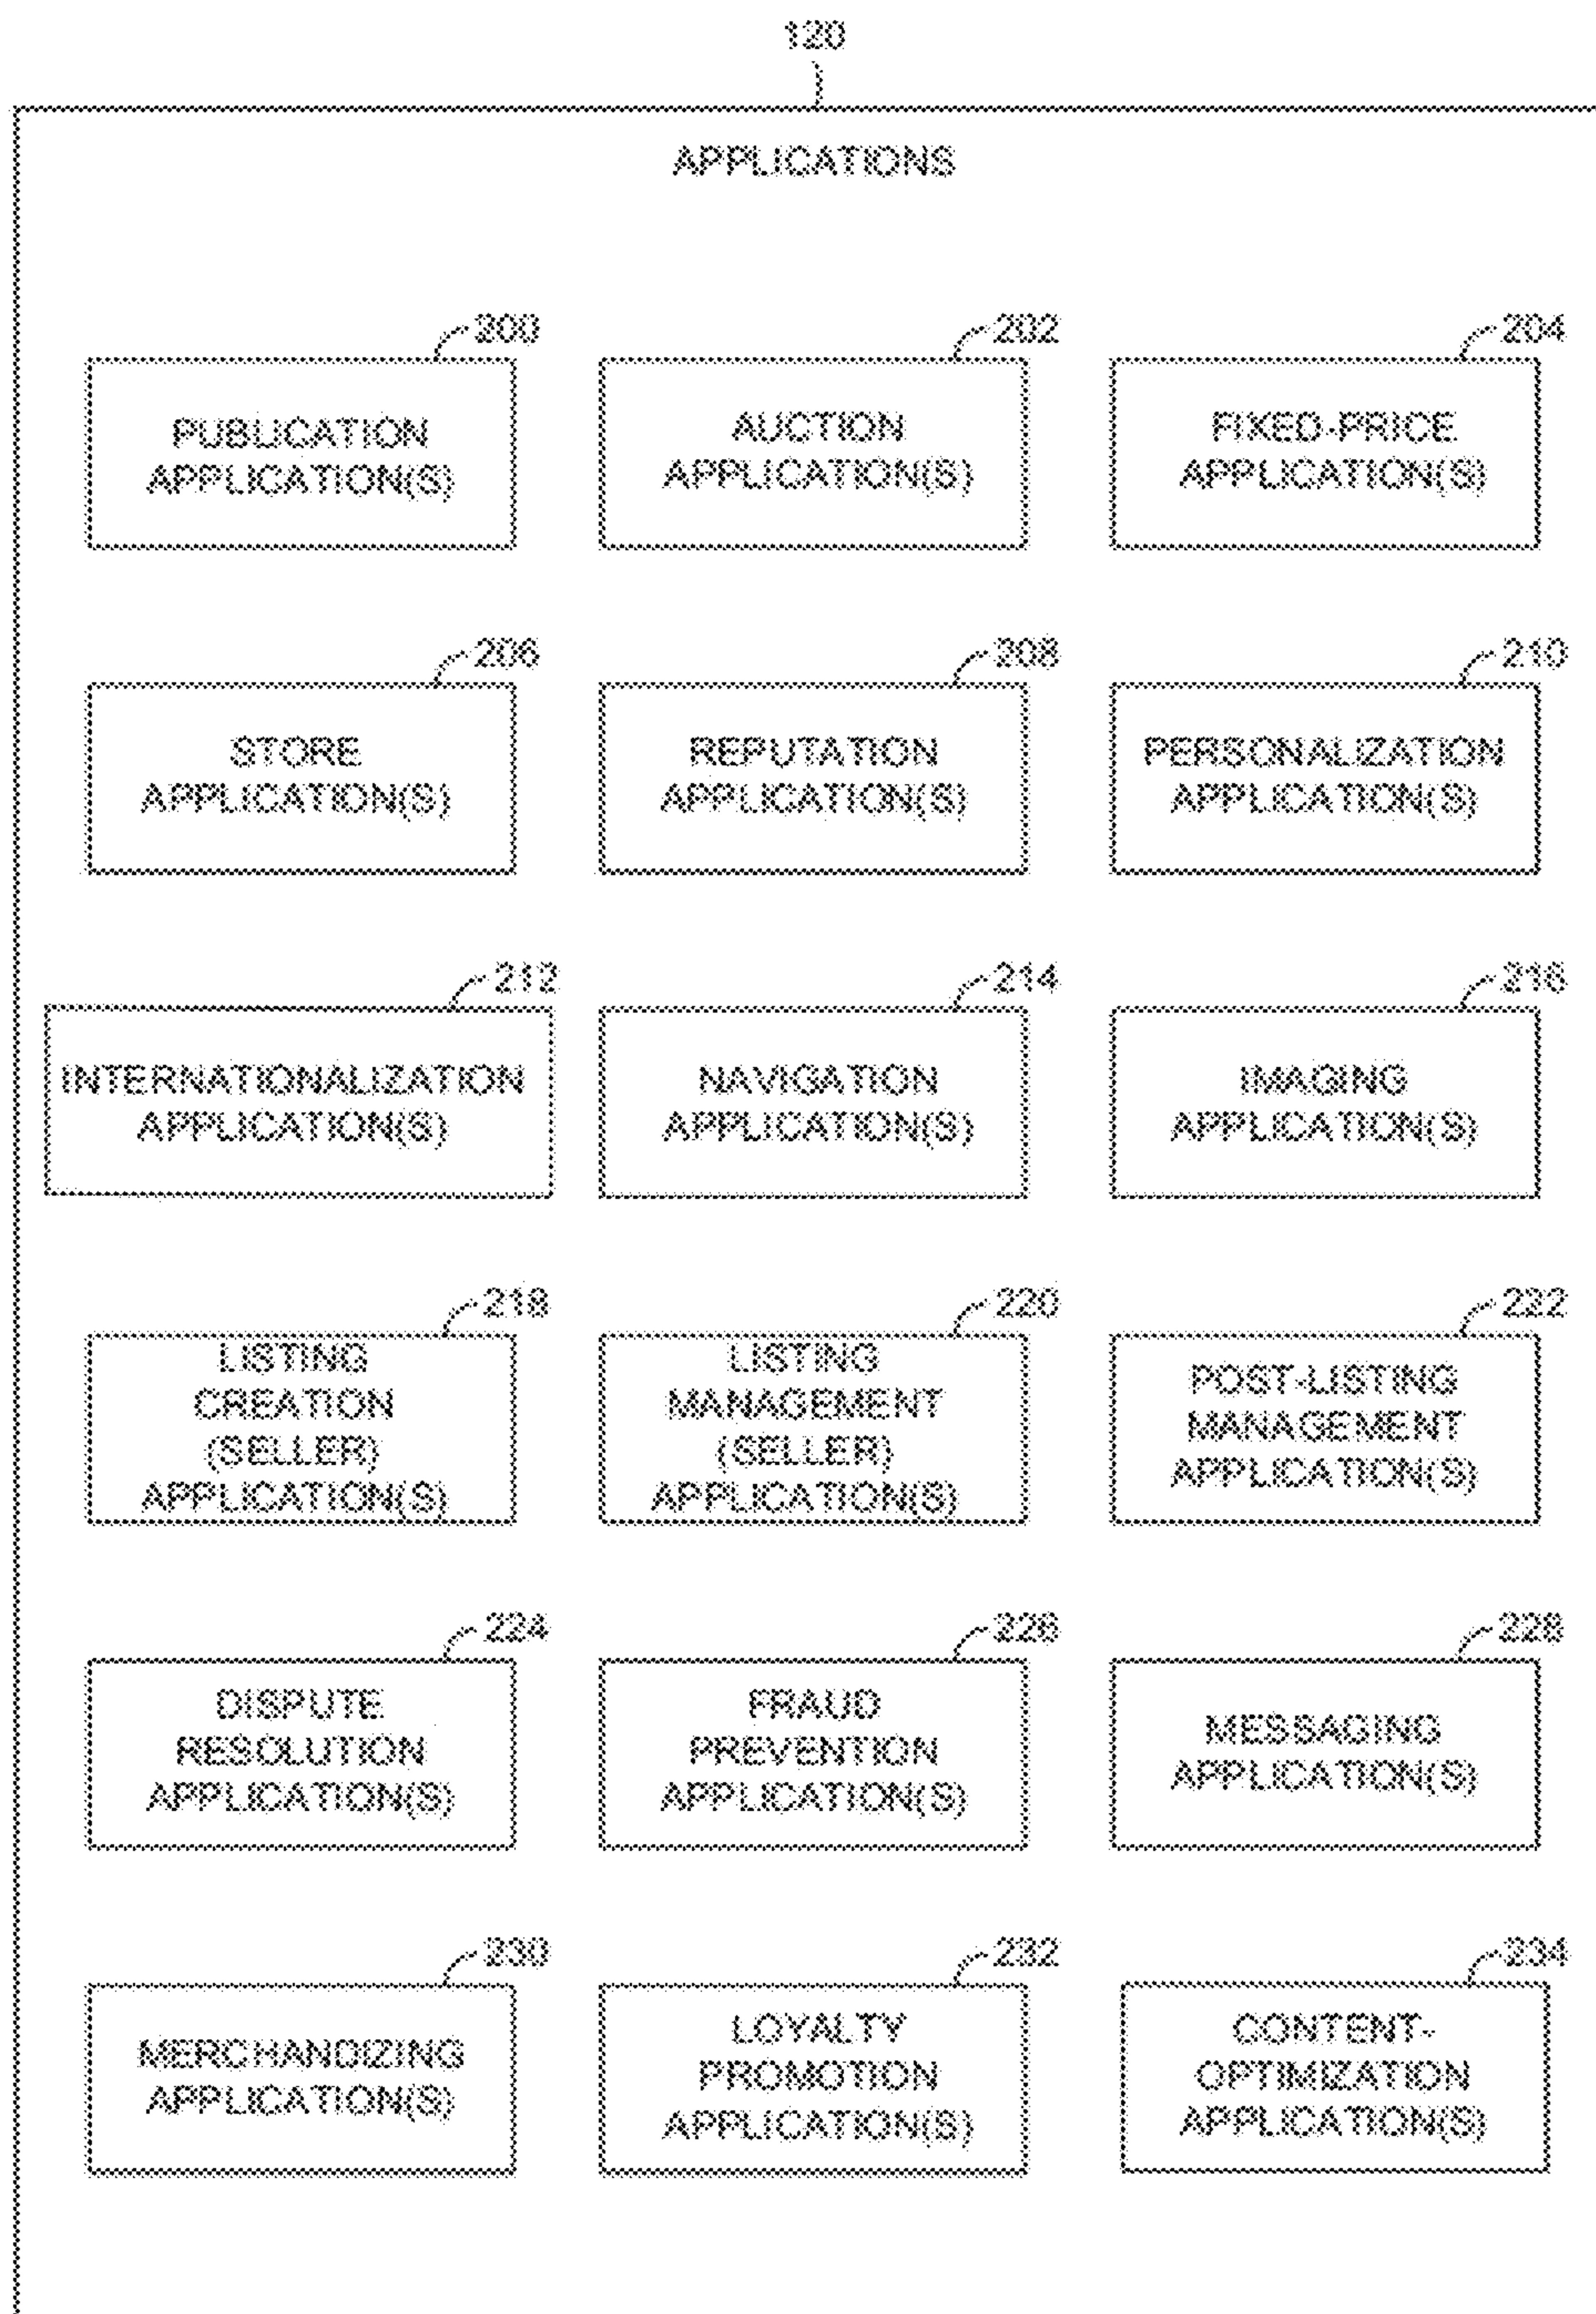 120
APPLICATIONS
200
PUBLICATION
APPLICATION(S)
202
AUCTION
APPLICATION(S)
204
FIXED-PRICE
APPLICATION(S)
206
STORE
APPLICATION(S)
208
REPUTATION
APPLICATION(S)
210
PERSONALIZATION
APPLICATION(S)
212
INTERNATIONALIZATION
APPLICATION(S)
214
NAVIGATION
APPLICATION(S)
216
IMAGING
APPLICATION(S)
218
LISTING
CREATION
(SELLER)
APPLICATION(S)
220
LISTING
MANAGEMENT
(SELLER)
APPLICATION(S)
222
POST-LISTING
MANAGEMENT
APPLICATION(S)
224
DISPUTE
RESOLUTION
APPLICATION(S)
226
FRAUD
PREVENTION
APPLICATION(S)
228
MESSAGING
APPLICATION(S)
230
MERCHANDIZING
APPLICATION(S)
232
LOYALTY
PROMOTION
APPLICATION(S)
234
CONTENT-
OPTIMIZATION
APPLICATION(S)